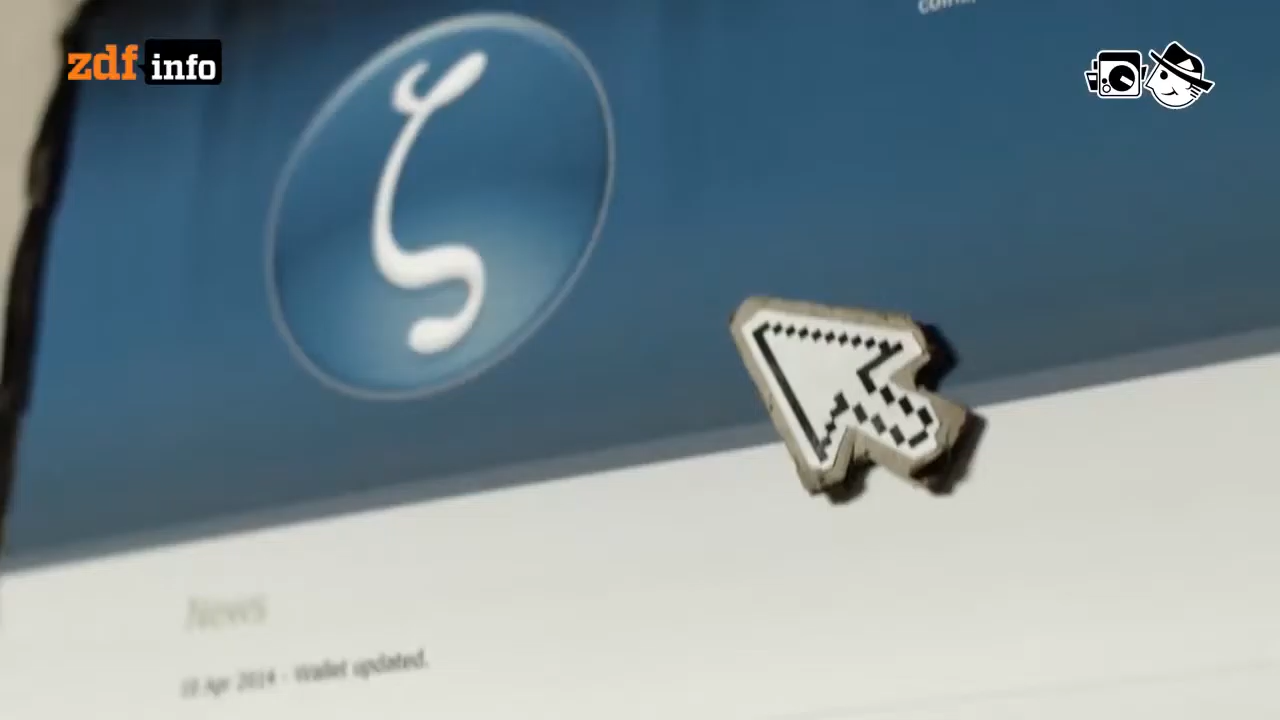 zdf info
ζ
News
Apr 2014 - Wallet updated.